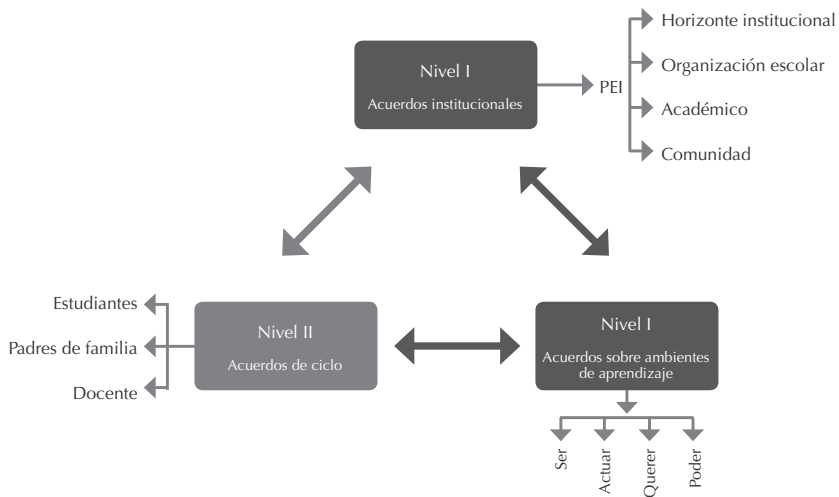 Nivel I
Acuerdos institucionales
PEI
Horizonte institucional
Organización escolar
Académico
Comunidad
Estudiantes
Padres de familia
Docente
Nivel II
Acuerdos de ciclo
Nivel I
Acuerdos sobre ambientes
de aprendizaje
Ser
Actuar
Querer
Poder